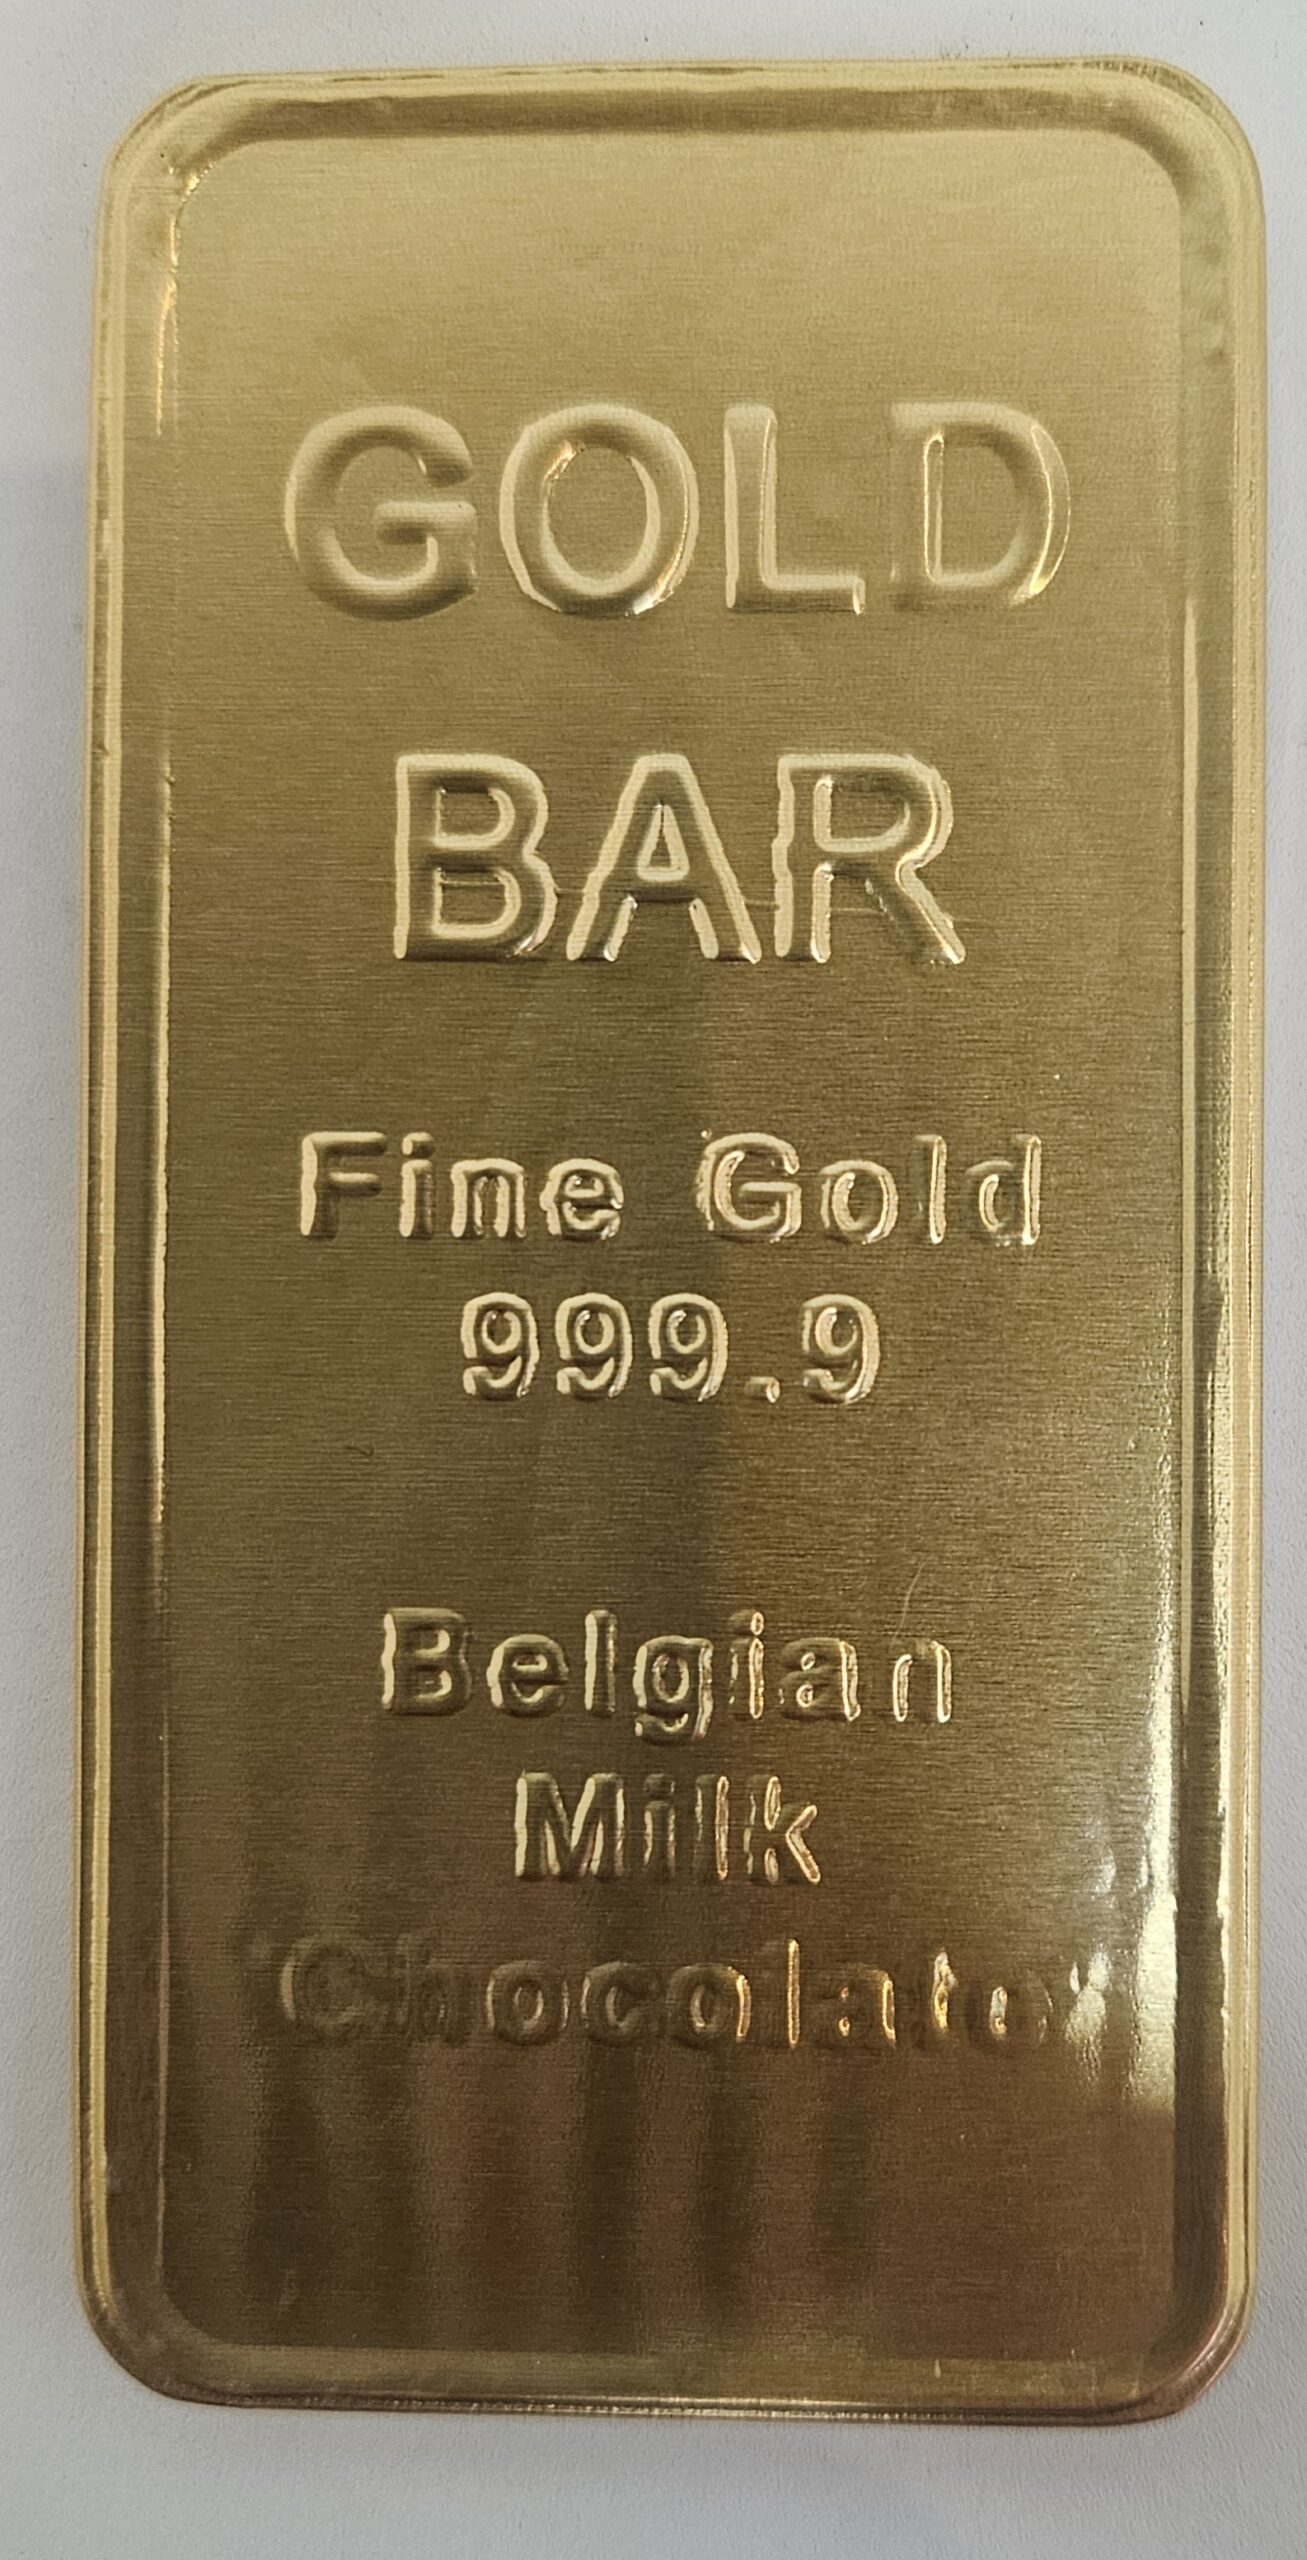 GOLD
BAR
Fine Gold
999.9
Belgian
Milk
Chocolate